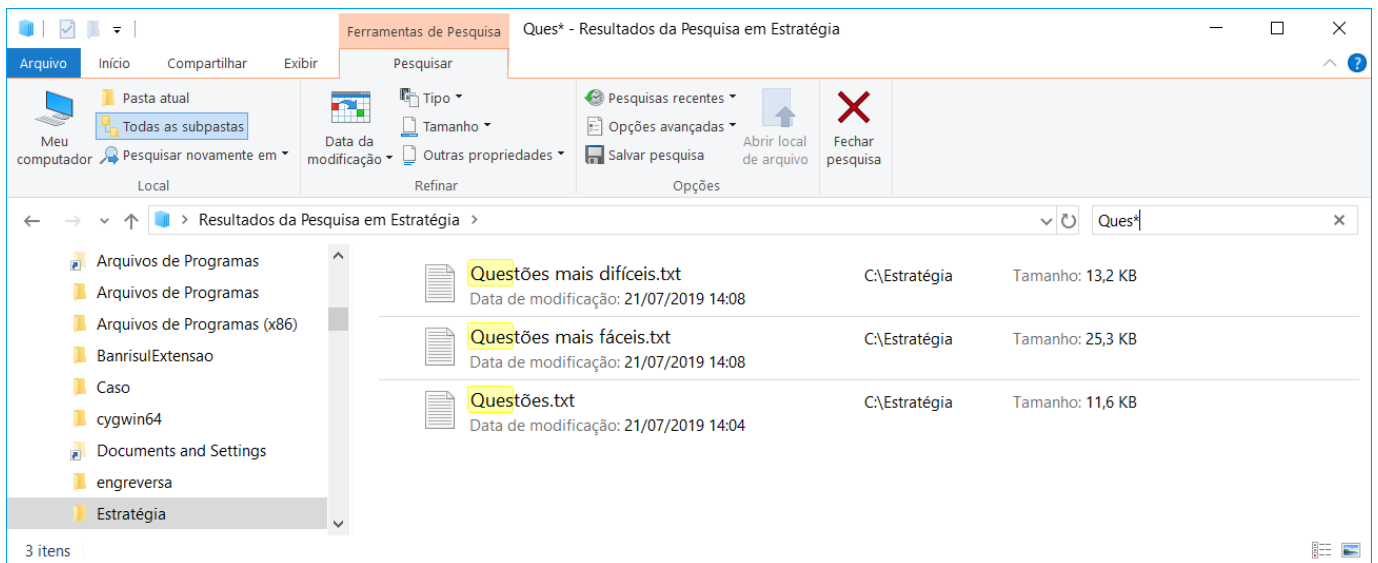 Ferramentas de Pesquisa
Ques* - Resultados da Pesquisa em Estratégia
Arquivo
Início
Compartilhar
Exibir
Pesquisar
Meu computador
Pasta atual
Todas as subpastas
Pesquisar novamente em
Local
Data da modificação
Tipo
Tamanho
Outras propriedades
Refinar
Pesquisas recentes
Opções avançadas
Salvar pesquisa
Abrir local de arquivo
Opções
Fechar pesquisa
Resultados da Pesquisa em Estratégia
Ques*
Arquivos de Programas
Arquivos de Programas
Arquivos de Programas (x86)
BanrisulExtensao
Caso
cygwin64
Documents and Settings
engreversa
Estratégia
Questões mais difíceis.txt C:\Estratégia Tamanho: 13,2 KB
Data de modificação: 21/07/2019 14:08
Questões mais fáceis.txt C:\Estratégia Tamanho: 25,3 KB
Data de modificação: 21/07/2019 14:08
Questões.txt C:\Estratégia Tamanho: 11,6 KB
Data de modificação: 21/07/2019 14:04
3 itens